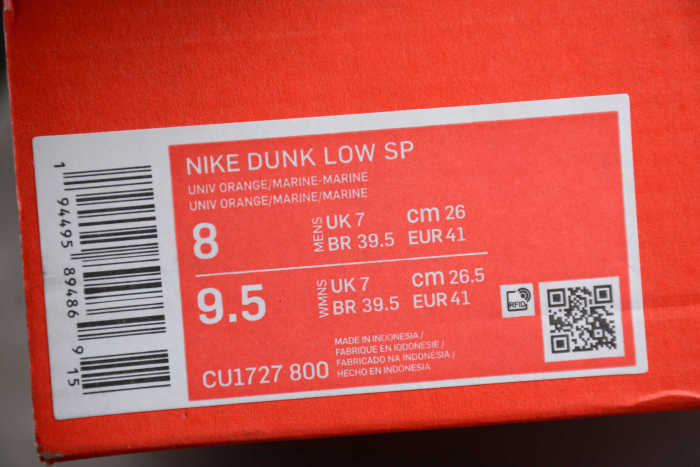 NIKE DUNK LOW SP
UNIV ORANGE/MARINE-MARINE
UNIV ORANGE/MARINE/MARINE
8 MENS UK 7 cm 26
BR 39.5 EUR 41
9.5 WMNS UK 7 cm 26.5
BR 39.5 EUR 41
RFID
MADE IN INDONESIA /
FABRIQUE EN IODONESIE /
FABRICADO NA INDONÉSIA /
HECHO EN INDONESIA
CU1727 800
1 94495 89486 9 15